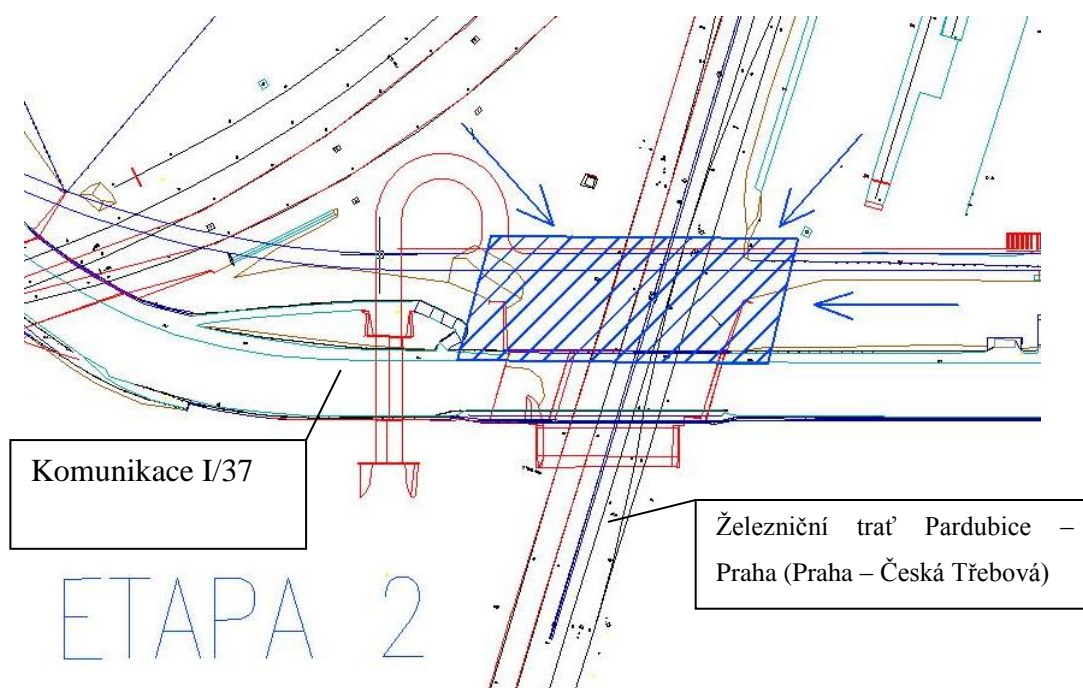 Komunikace I/37
Železniční trať Pardubice –
Praha (Praha – Česká Třebová)
ETAPA 2